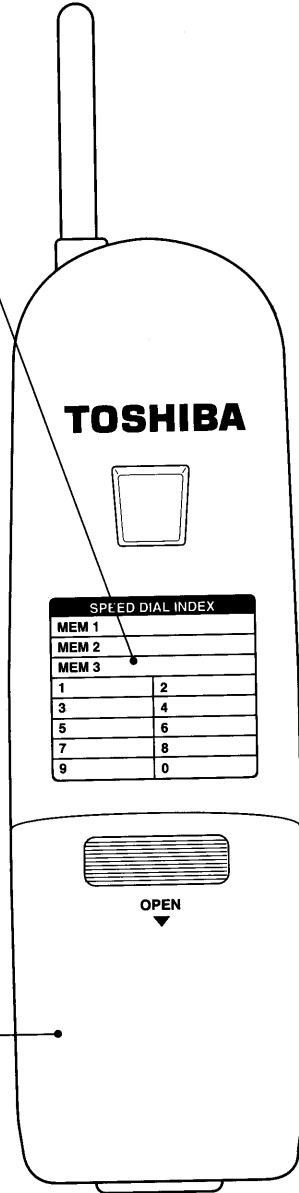 TOSHIBA
SPEED DIAL INDEX
MEM 1
MEM 2
MEM 3
1 2
3 4
5 6
7 8
9 0
OPEN